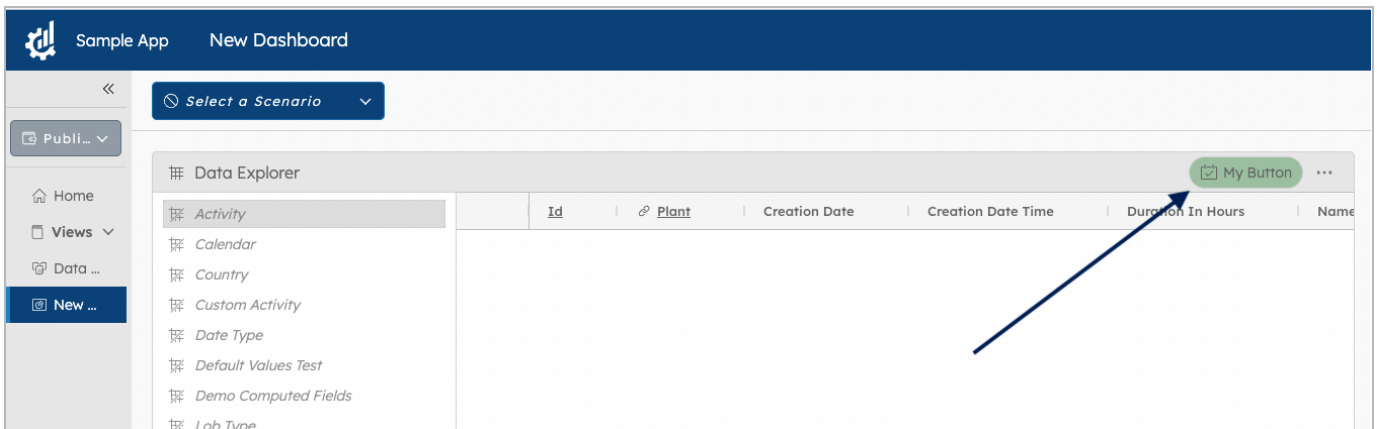 Sample App New Dashboard
Select a Scenario
Publi...
Home
Views
Data ...
New ...
Data Explorer
My Button
Activity
Calendar
Country
Custom Activity
Date Type
Default Values Test
Demo Computed Fields
Lob Type
Id Plant Creation Date Creation Date Time Duration In Hours Name